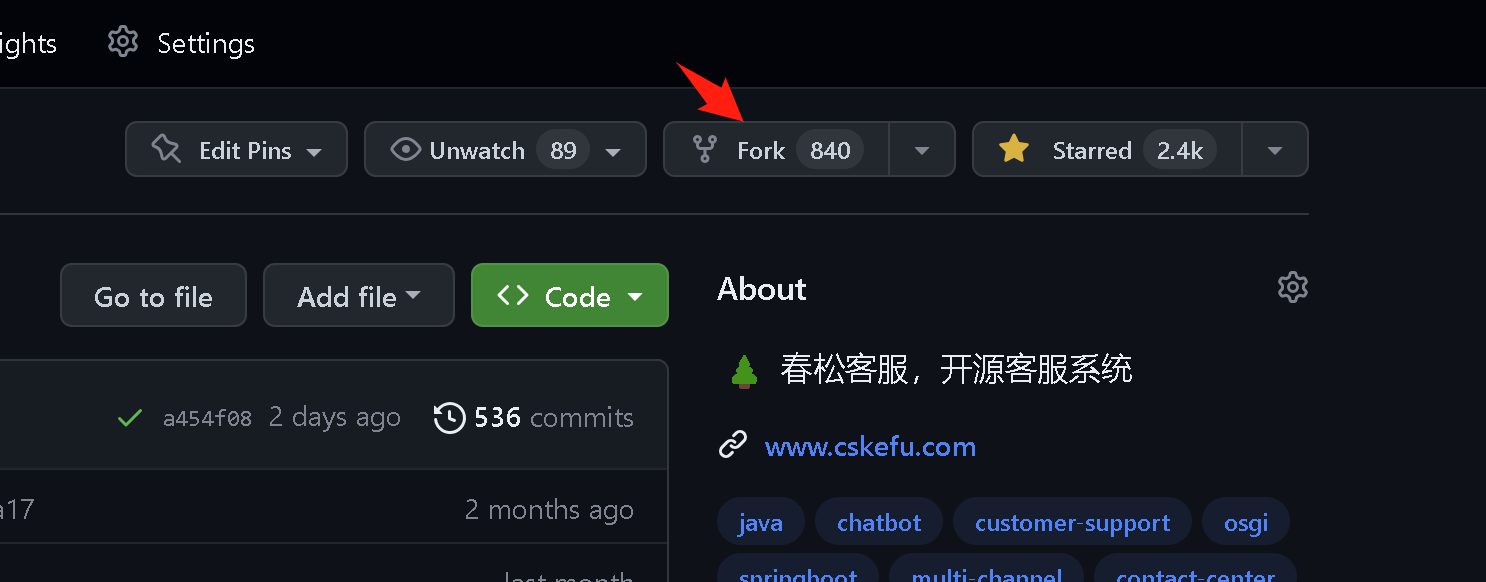 ights Settings
Edit Pins Unwatch 89 Fork 840 Starred 2.4k
Go to file Add file Code
About
春松客服，开源客服系统
a454f08 2 days ago 536 commits
www.cskefu.com
a17 2 months ago
java chatbot customer-support osgi
last month
springboot multi-channel contact-center